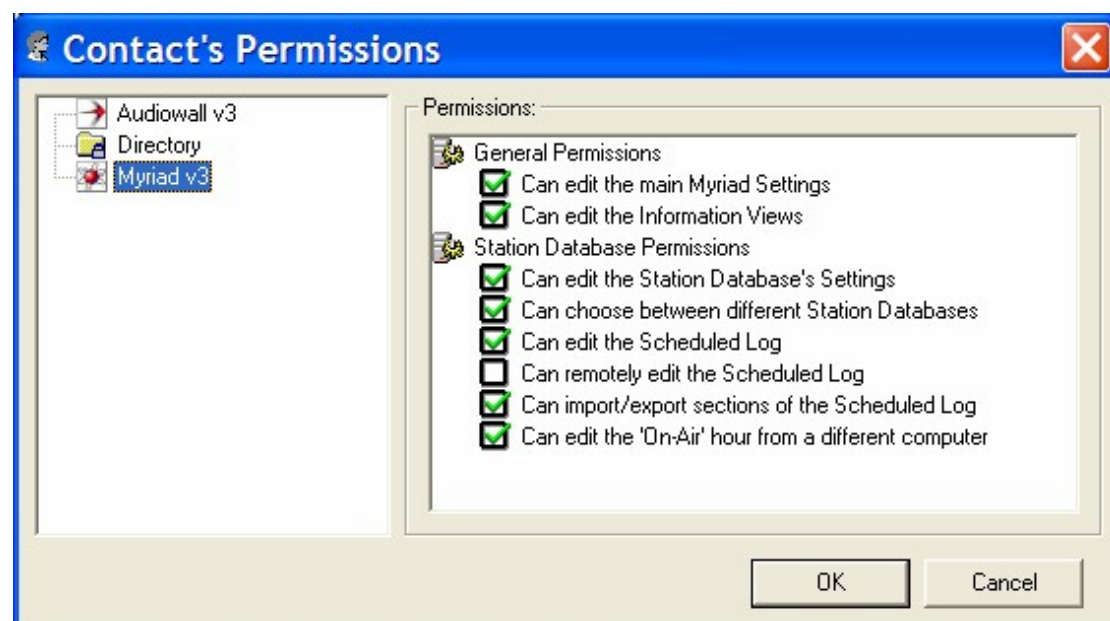 Contact's Permissions
Audiowall v3
Directory
Myriad v3
Permissions:
General Permissions
Can edit the main Myriad Settings
Can edit the Information Views
Station Database Permissions
Can edit the Station Database's Settings
Can choose between different Station Databases
Can edit the Scheduled Log
Can remotely edit the Scheduled Log
Can import/export sections of the Scheduled Log
Can edit the 'On-Air' hour from a different computer
OK
Cancel